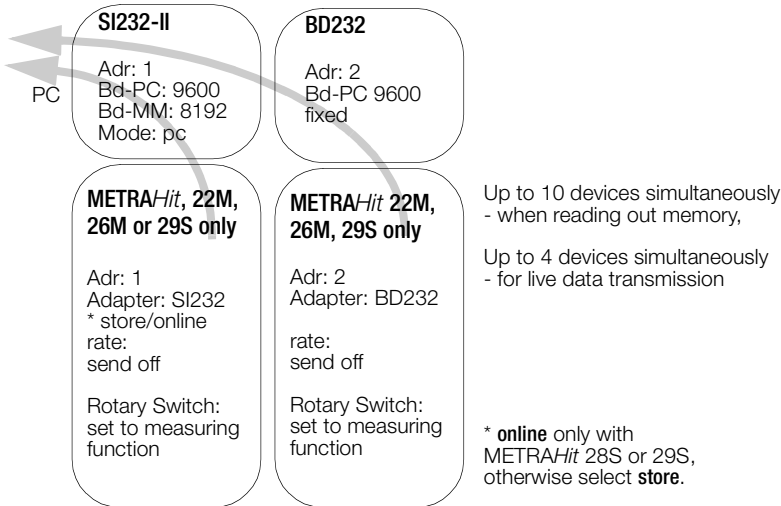 PC
SI232-II
Adr: 1
Bd-PC: 9600
Bd-MM: 8192
Mode: pc
BD232
Adr: 2
Bd-PC 9600
fixed
METRAHit, 22M,
26M or 29S only
Adr: 1
Adapter: SI232
* store/online
rate:
send off
Rotary Switch:
set to measuring
function
METRAHit 22M,
26M, 29S only
Adr: 2
Adapter: BD232
rate:
send off
Rotary Switch:
set to measuring
function
Up to 10 devices simultaneously
- when reading out memory,
Up to 4 devices simultaneously
- for live data transmission
* online only with
METRAHit 28S or 29S,
otherwise select store.